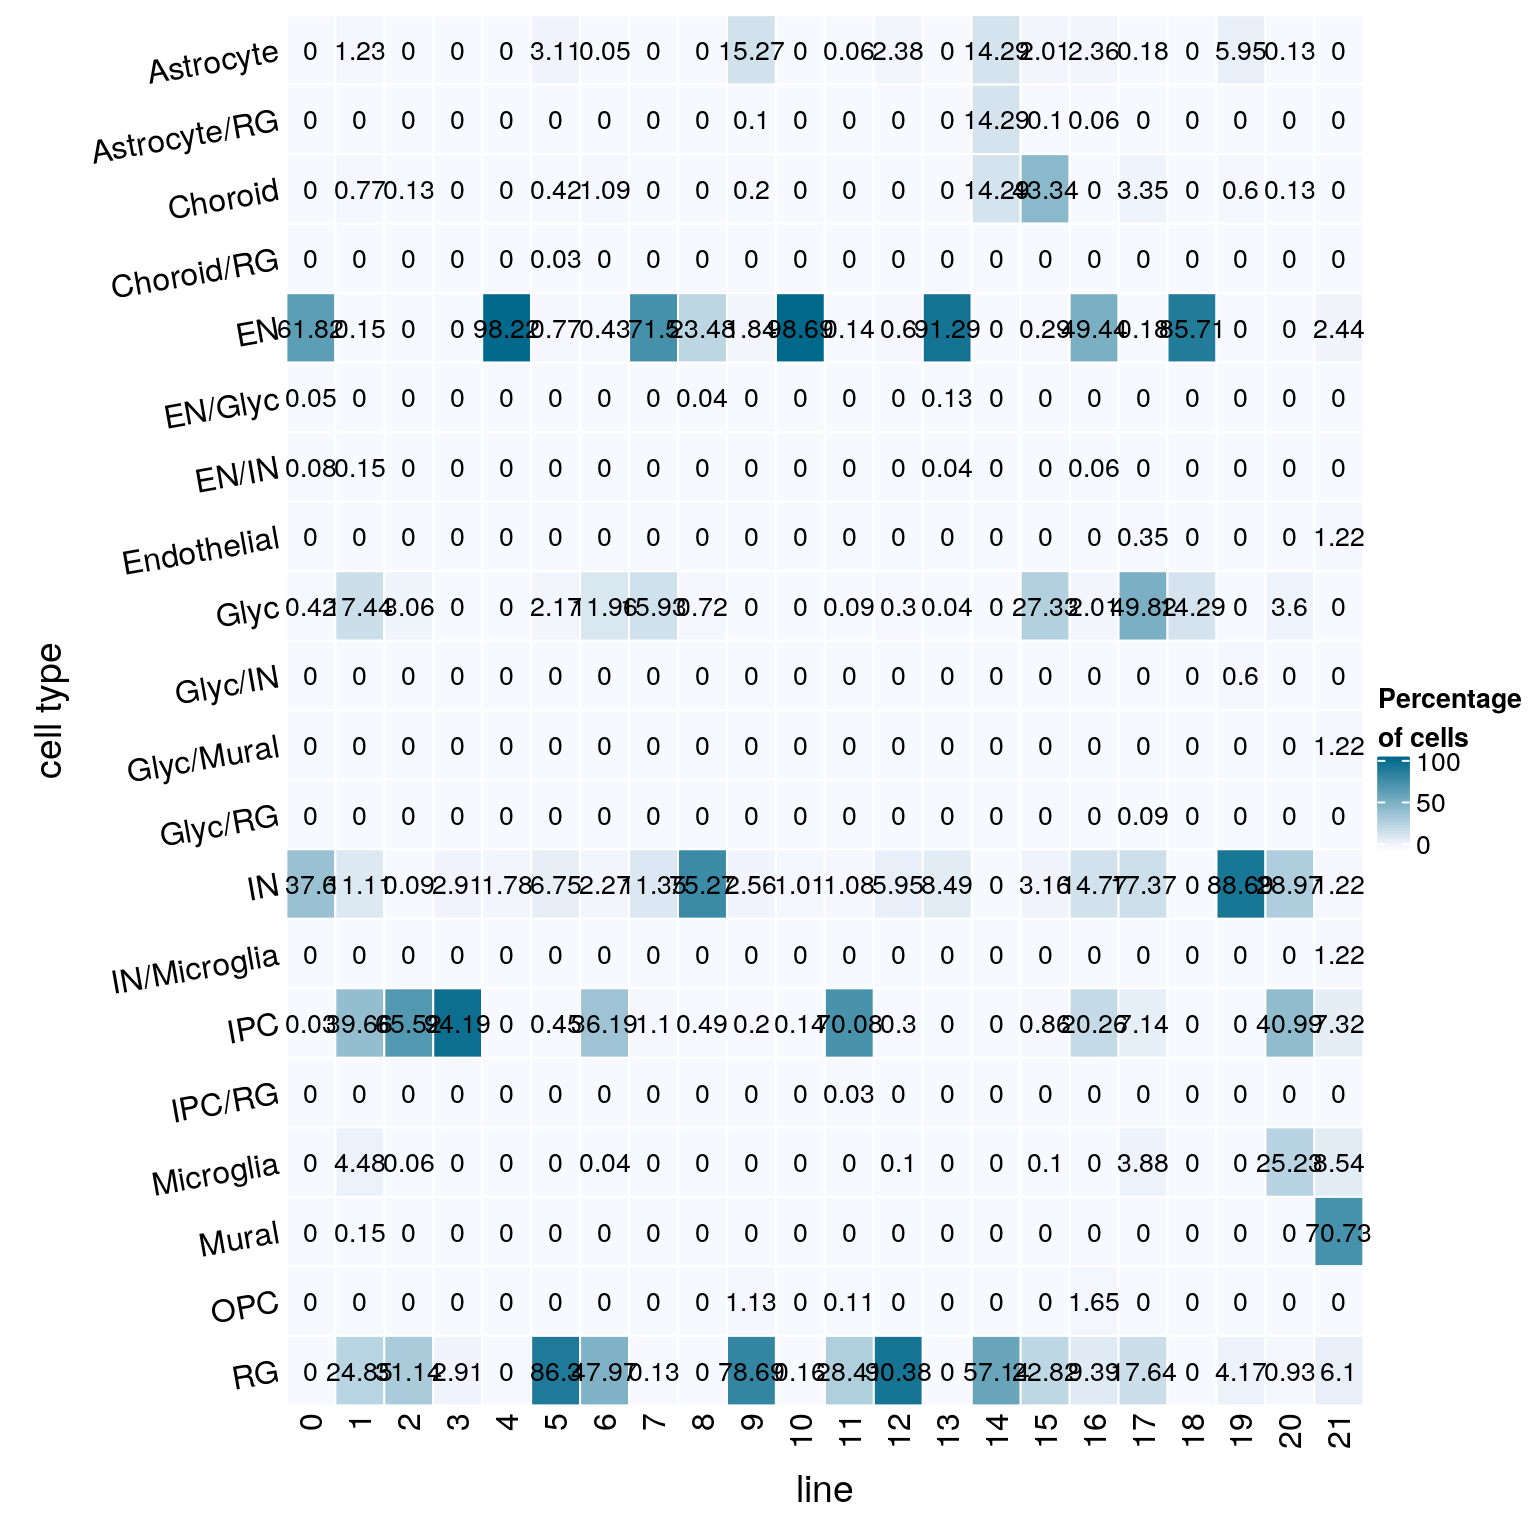 Astrocyte 0 1.23 0 0 0 3.11 0.05 0 0 15.27 0 0.06 2.38 0 14.29 2.01 2.36 0.18 0 5.95 0.13 0
Astrocyte/RG 0 0 0 0 0 0 0 0 0 0.1 0 0 0 0 14.29 0.1 0.06 0 0 0 0 0
Choroid 0 0.77 0.13 0 0 0.42 1.09 0 0 0.2 0 0 0 0 14.29 43.34 0 3.35 0 0.6 0.13 0
Choroid/RG 0 0 0 0 0 0.03 0 0 0 0 0 0 0 0 0 0 0 0 0 0 0 0
EN 61.82 0.15 0 0 98.22 0.77 0.43 71.5 23.48 1.84 98.69 0.14 0.6 91.29 0 0.29 49.44 0.18 85.71 0 0 2.44
EN/Glyc 0.05 0 0 0 0 0 0 0 0.04 0 0 0 0 0.13 0 0 0 0 0 0 0 0
EN/IN 0.08 0.15 0 0 0 0 0 0 0 0 0 0 0 0.04 0 0 0.06 0 0 0 0 0
Endothelial 0 0 0 0 0 0 0 0 0 0 0 0 0 0 0 0 0 0.35 0 0 0 1.22
Glyc 0.42 17.44 3.06 0 0 2.17 11.96 15.93 0.72 0 0 0.09 0.3 0.04 0 27.33 2.01 49.82 14.29 0 3.6 0
Glyc/IN 0 0 0 0 0 0 0 0 0 0 0 0 0 0 0 0 0 0 0 0.6 0 0
Glyc/Mural 0 0 0 0 0 0 0 0 0 0 0 0 0 0 0 0 0 0 0 0 0 1.22
Glyc/RG 0 0 0 0 0 0 0 0 0 0 0 0 0 0 0 0 0 0.09 0 0 0 0
IN 37.6 11.11 0.09 2.91 1.78 6.75 2.27 11.35 75.27 2.56 1.01 1.08 5.95 8.49 0 3.16 14.77 17.37 0 88.69 28.97 1.22
IN/Microglia 0 0 0 0 0 0 0 0 0 0 0 0 0 0 0 0 0 0 0 0 0 1.22
IPC 0.03 39.66 65.52 94.19 0 0.45 36.19 1.1 0.49 0.2 0.14 70.08 0.3 0 0 0.86 20.26 7.14 0 0 40.99 7.32
IPC/RG 0 0 0 0 0 0 0 0 0 0 0 0.03 0 0 0 0 0 0 0 0 0 0
Microglia 0 4.48 0.06 0 0 0 0.04 0 0 0 0 0 0.1 0 0 0.1 0 3.88 0 0 25.23 8.54
Mural 0 0.15 0 0 0 0 0 0 0 0 0 0 0 0 0 0 0 0 0 0 0 70.73
OPC 0 0 0 0 0 0 0 0 0 1.13 0 0.11 0 0 0 0 1.65 0 0 0 0 0
RG 0 24.85 31.14 2.91 0 86.3 47.97 0.13 0 78.69 0.16 28.41 90.38 0 57.14 22.82 9.39 17.64 0 4.17 0.93 6.1
0 1 2 3 4 5 6 7 8 9 10 11 12 13 14 15 16 17 18 19 20 21
line
cell type
Percentage
of cells
100
50
0